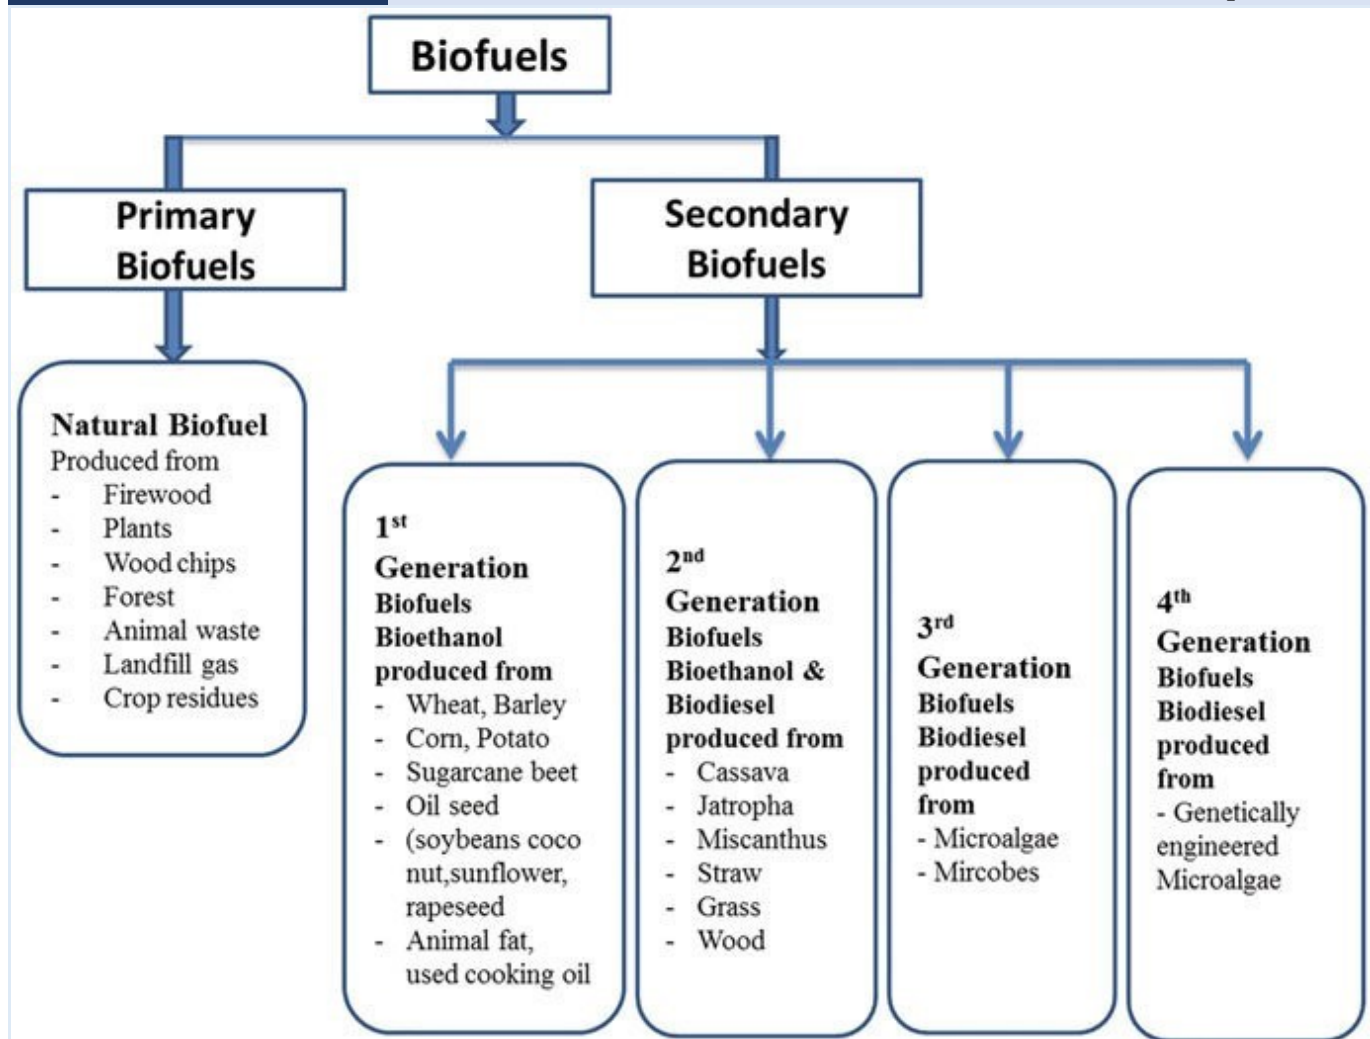 Biofuels
Primary
Biofuels
Secondary
Biofuels
Natural Biofuel
Produced from
- Firewood
- Plants
- Wood chips
- Forest
- Animal waste
- Landfill gas
- Crop residues
1st
Generation
Biofuels
Bioethanol
produced from
- Wheat, Barley
- Corn, Potato
- Sugarcane beet
- Oil seed
- (soybeans coco
nut,sunflower,
rapeseed
- Animal fat,
used cooking oil
2nd
Generation
Biofuels
Bioethanol &
Biodiesel
produced from
- Cassava
- Jatropha
- Miscanthus
- Straw
- Grass
- Wood
3rd
Generation
Biofuels
Biodiesel
produced
from
- Microalgae
- Mircobes
4th
Generation
Biofuels
Biodiesel
produced
from
- Genetically
engineered
Microalgae